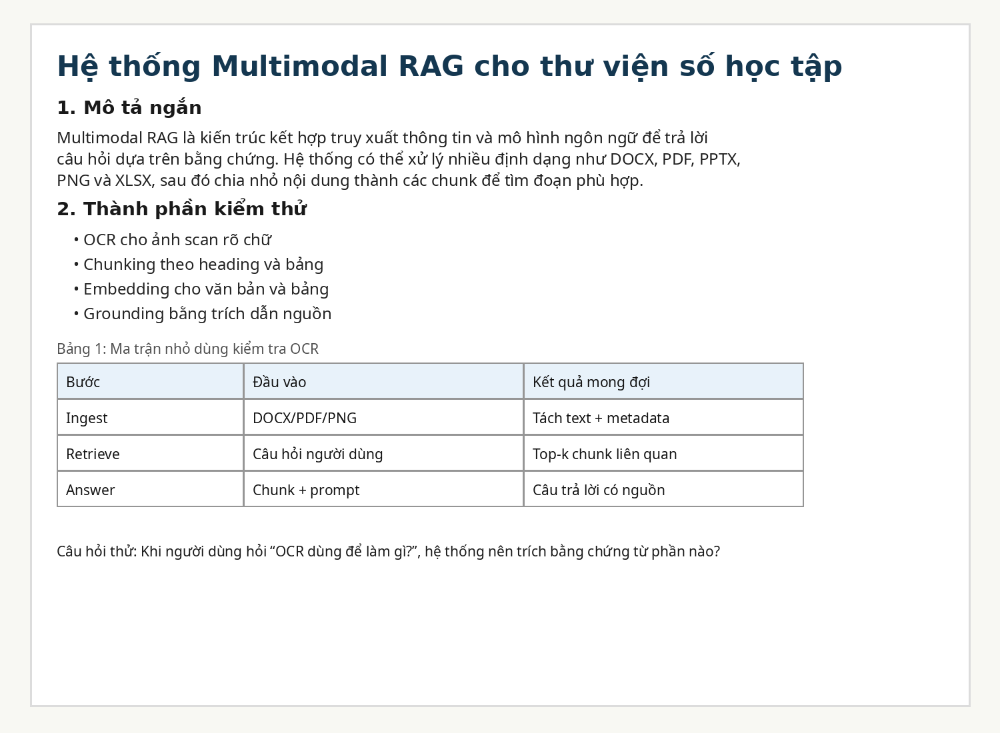 Hệ thống Multimodal RAG cho thư viện số học tập
1. Mô tả ngắn
Multimodal RAG là kiến trúc kết hợp truy xuất thông tin và mô hình ngôn ngữ để trả lời
câu hỏi dựa trên bằng chứng. Hệ thống có thể xử lý nhiều định dạng như DOCX, PDF, PPTX,
PNG và XLSX, sau đó chia nhỏ nội dung thành các chunk để tìm đoạn phù hợp.
2. Thành phần kiểm thử
• OCR cho ảnh scan rõ chữ
• Chunking theo heading và bảng
• Embedding cho văn bản và bảng
• Grounding bằng trích dẫn nguồn
Bảng 1: Ma trận nhỏ dùng kiểm tra OCR
Bước Đầu vào Kết quả mong đợi
Ingest DOCX/PDF/PNG Tách text + metadata
Retrieve Câu hỏi người dùng Top-k chunk liên quan
Answer Chunk + prompt Câu trả lời có nguồn
Câu hỏi thử: Khi người dùng hỏi “OCR dùng để làm gì?”, hệ thống nên trích bằng chứng từ phần nào?